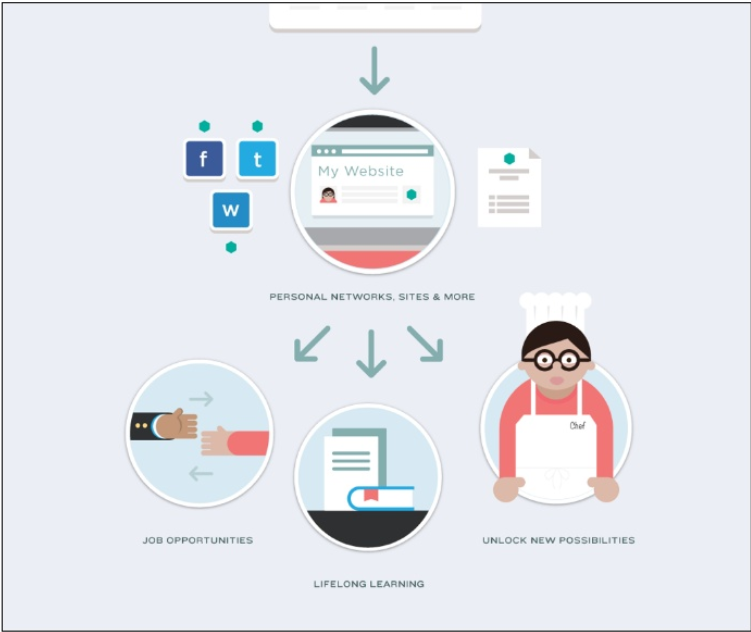 f
t
w
My Website
PERSONAL NETWORKS, SITES & MORE
Chef
JOB OPPORTUNITIES
UNLOCK NEW POSSIBILITIES
LIFELONG LEARNING